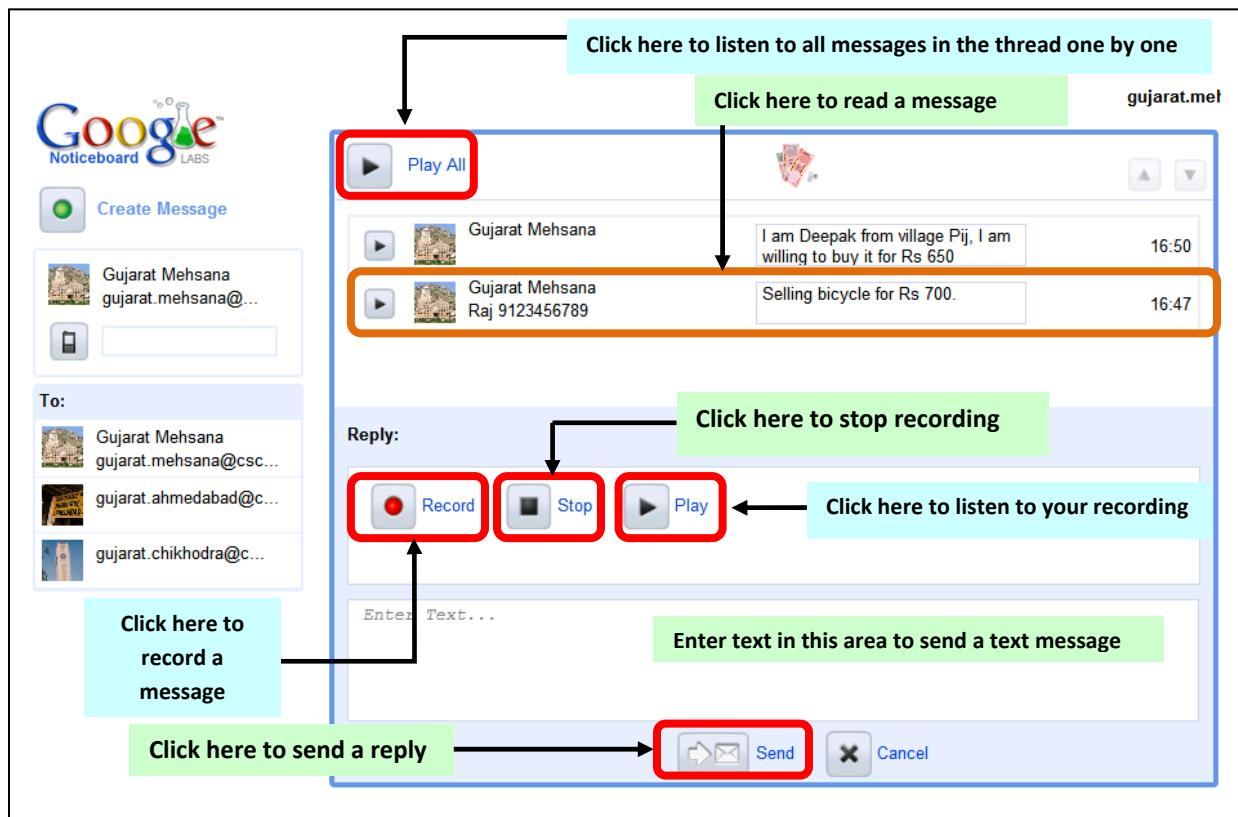 Click here to listen to all messages in the thread one by one
Click here to read a message
gujarat.meh
Google™
Noticeboard LABS
Play All
Create Message
Gujarat Mehsana
I am Deepak from village Pij, I am
willing to buy it for Rs 650
16:50
Gujarat Mehsana
gujarat.mehsana@...
Gujarat Mehsana
Raj 9123456789
Selling bicycle for Rs 700.
16:47
To:
Gujarat Mehsana
gujarat.mehsana@csc...
gujarat.ahmedabad@c...
gujarat.chikhodra@c...
Click here to stop recording
Reply:
Record
Stop
Play
Click here to listen to your recording
Click here to
record a
message
Enter Text...
Enter text in this area to send a text message
Click here to send a reply
Send
Cancel